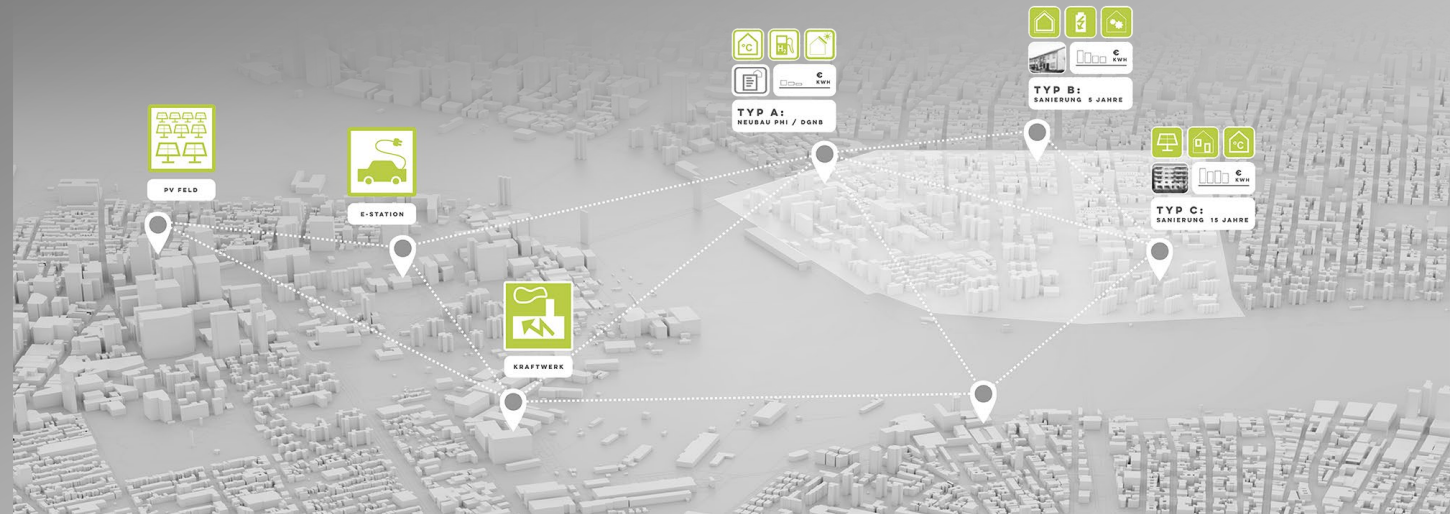 PV FELD
E-STATION
KRAFTWERK
°C
H₂
€
KWH
TYP A:
NEUBAU PHI / DGNB
€
KWH
TYP B:
SANIERUNG 5 JAHRE
°C
€
KWH
TYP C:
SANIERUNG 15 JAHRE